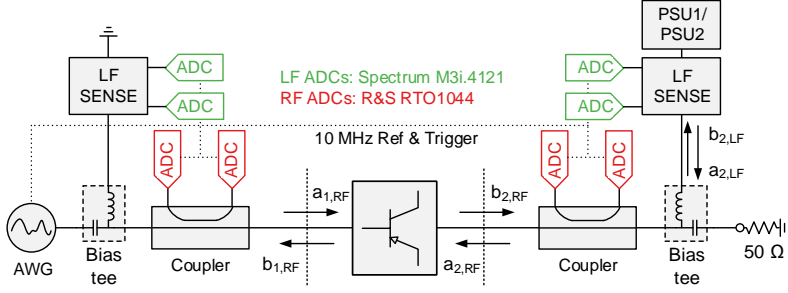 PSU1/
PSU2
LF
SENSE
ADC
ADC
LF ADCs: Spectrum M3i.4121
RF ADCs: R&S RTO1044
ADC
ADC
LF
SENSE
10 MHz Ref & Trigger
ADC
ADC
ADC
ADC
b2,LF
a2,LF
a1,RF
b2,RF
b1,RF
a2,RF
AWG
Bias
tee
Coupler
Coupler
Bias
tee
50 Ω